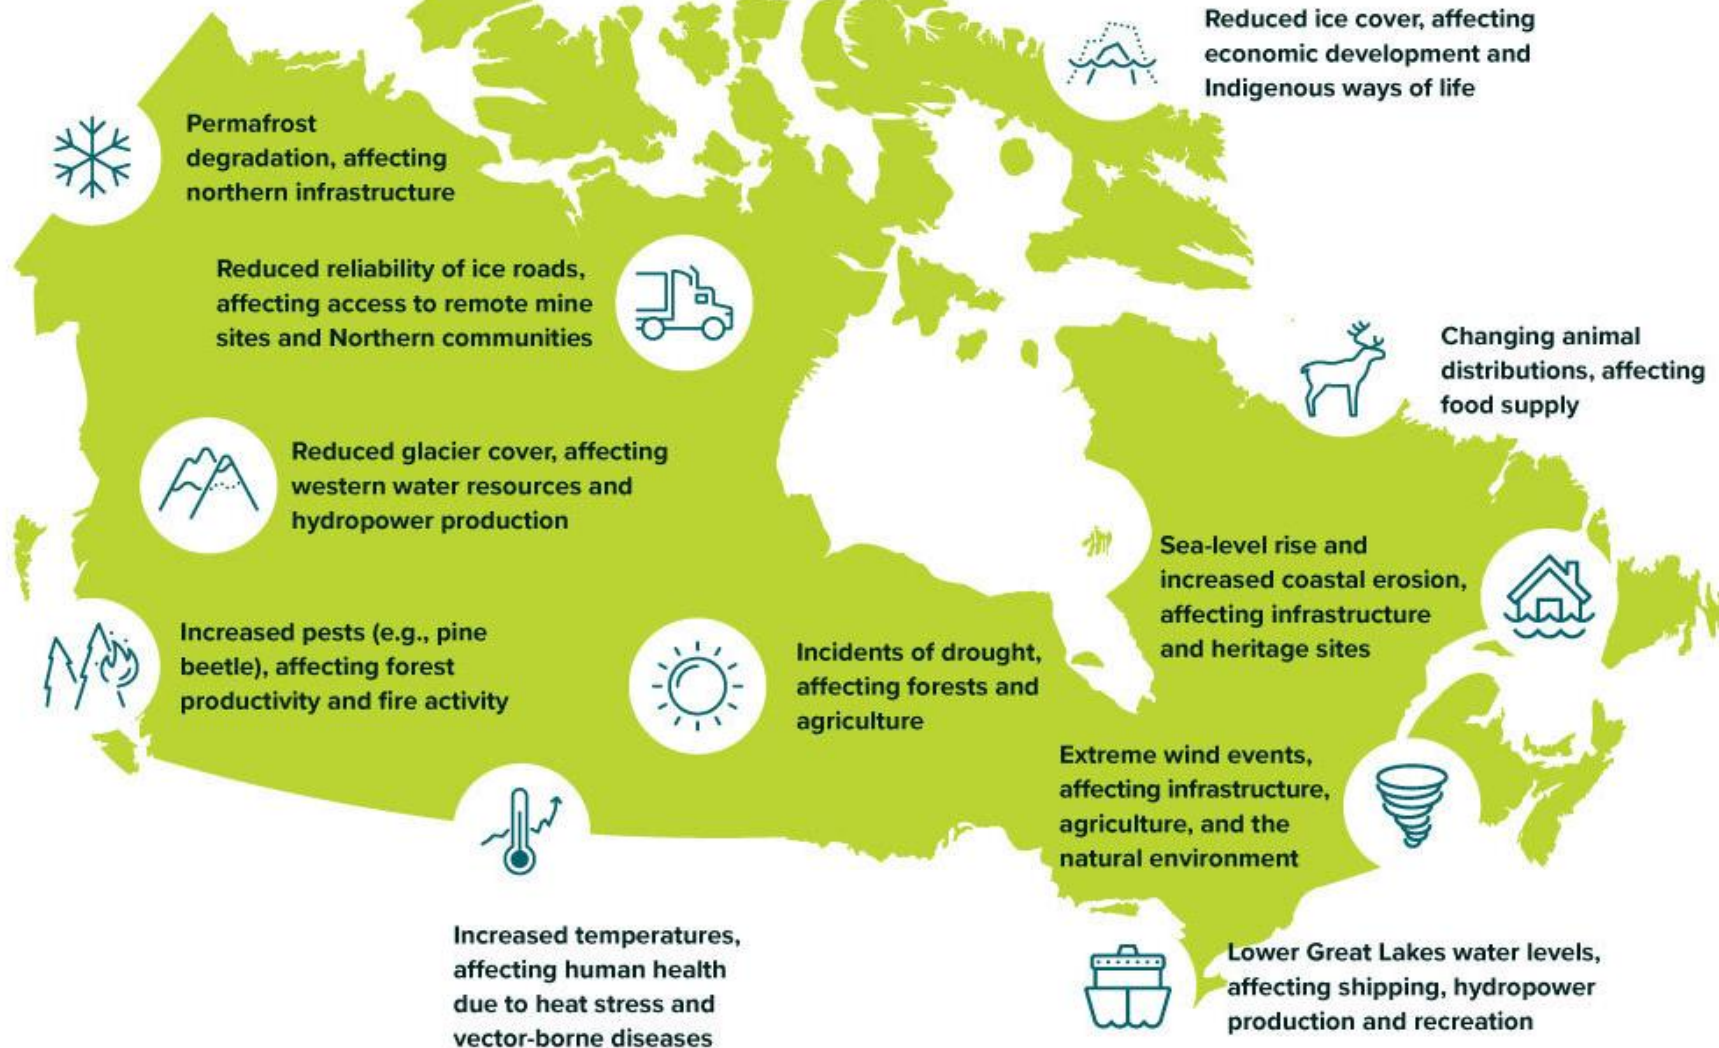 Reduced ice cover, affecting
economic development and
Indigenous ways of life
Permafrost
degradation, affecting
northern infrastructure
Reduced reliability of ice roads,
affecting access to remote mine
sites and Northern communities
Changing animal
distributions, affecting
food supply
Reduced glacier cover, affecting
western water resources and
hydropower production
Sea-level rise and
increased coastal erosion,
affecting infrastructure
and heritage sites
Increased pests (e.g., pine
beetle), affecting forest
productivity and fire activity
Incidents of drought,
affecting forests and
agriculture
Extreme wind events,
affecting infrastructure,
agriculture, and the
natural environment
Increased temperatures,
affecting human health
due to heat stress and
vector-borne diseases
Lower Great Lakes water levels,
affecting shipping, hydropower
production and recreation